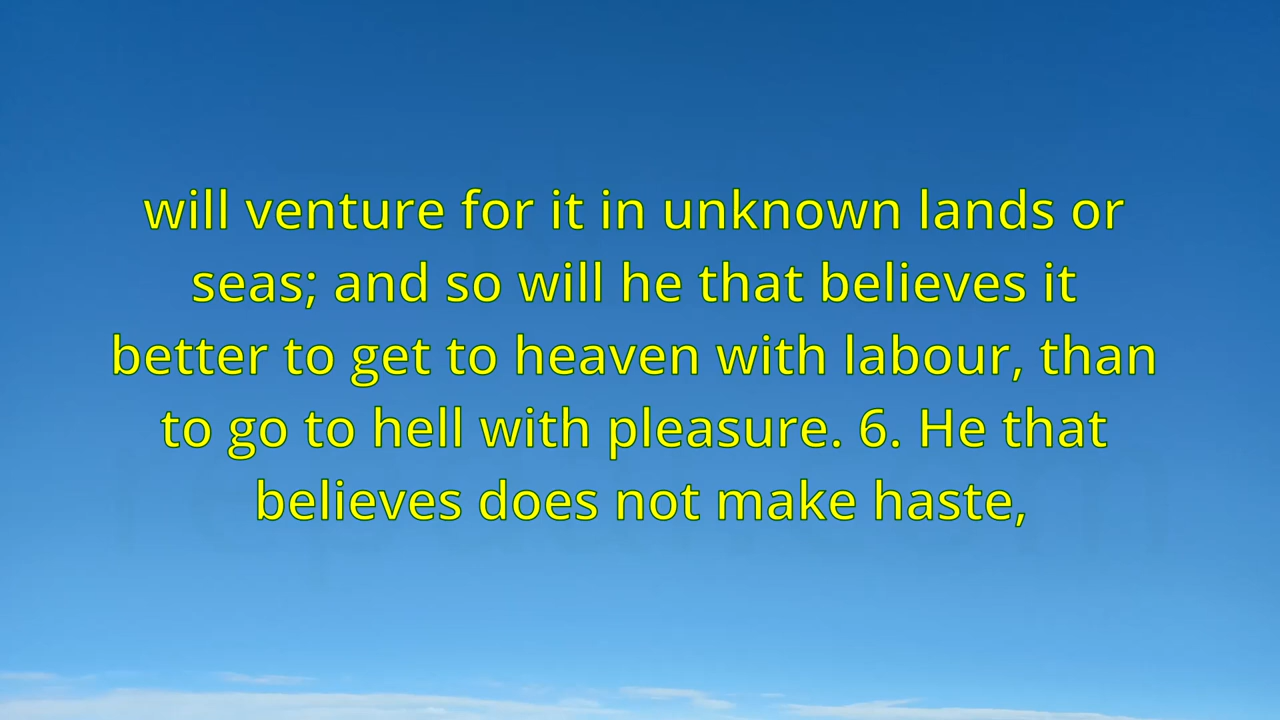 will venture for it in unknown lands or
seas; and so will he that believes it
better to get to heaven with labour, than
to go to hell with pleasure. 6. He that
believes does not make haste,